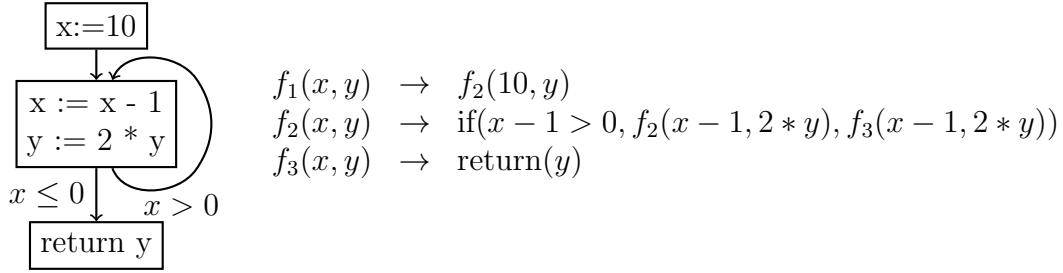 x:=10
x := x - 1
y := 2 * y
x ≤ 0
x > 0
return y
f₁(x, y) → f₂(10, y)
f₂(x, y) → if(x − 1 > 0, f₂(x − 1, 2 * y), f₃(x − 1, 2 * y))
f₃(x, y) → return(y)